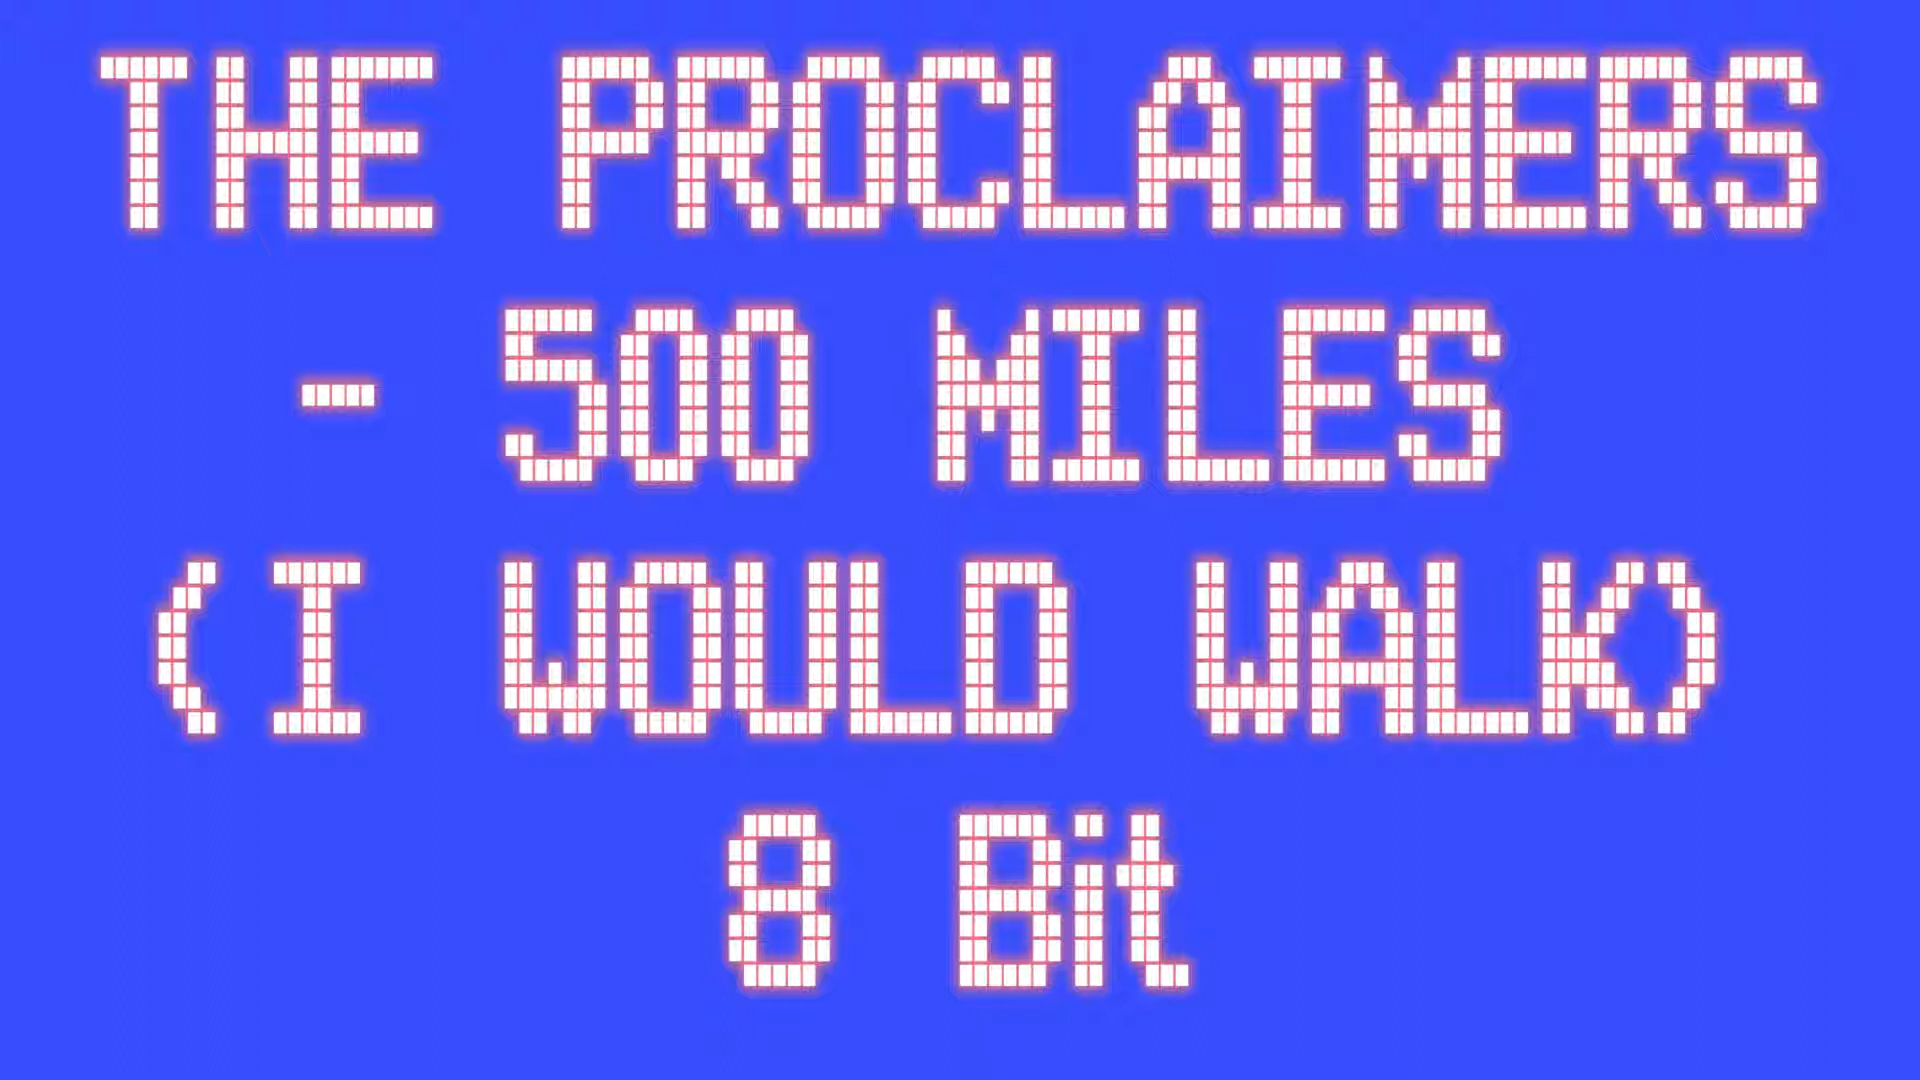 THE PROCLAIMERS
- 500 MILES
(I WOULD WALK)
8 Bit